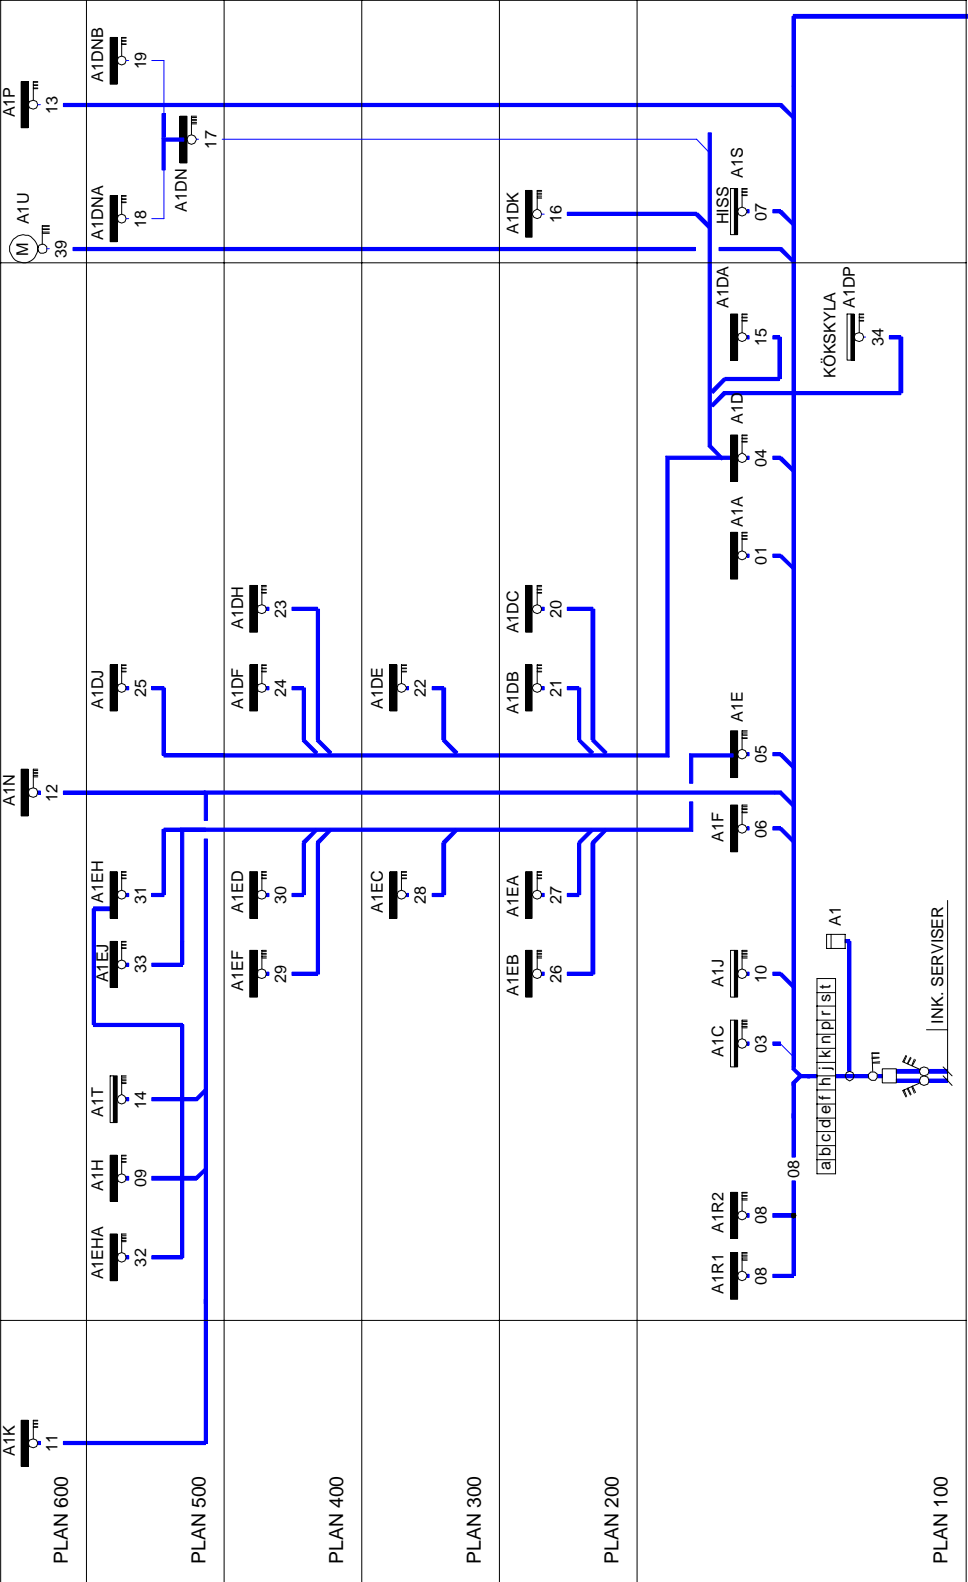 PLAN 600
A1K
11
A1N
12
A1U
M
39
A1P
13
PLAN 500
A1EHA
32
A1H
09
A1T
14
A1EJ
33
A1EH
31
A1DJ
25
A1DNA
18
A1DN
17
A1DNB
19
PLAN 400
A1EF
29
A1ED
30
A1DF
24
A1DH
23
PLAN 300
A1EC
28
A1DE
22
PLAN 200
A1EB
26
A1EA
27
A1DB
21
A1DC
20
A1DK
16
PLAN 100
A1R1
08
A1R2
08
08
A1C
03
A1J
10
A1F
06
A1E
05
A1A
01
A1D
04
A1DA
15
HISS
A1S
07
KÖKSKYLA
A1DP
34
a b c d e f h j k n p r s t
A1
INK. SERVISER